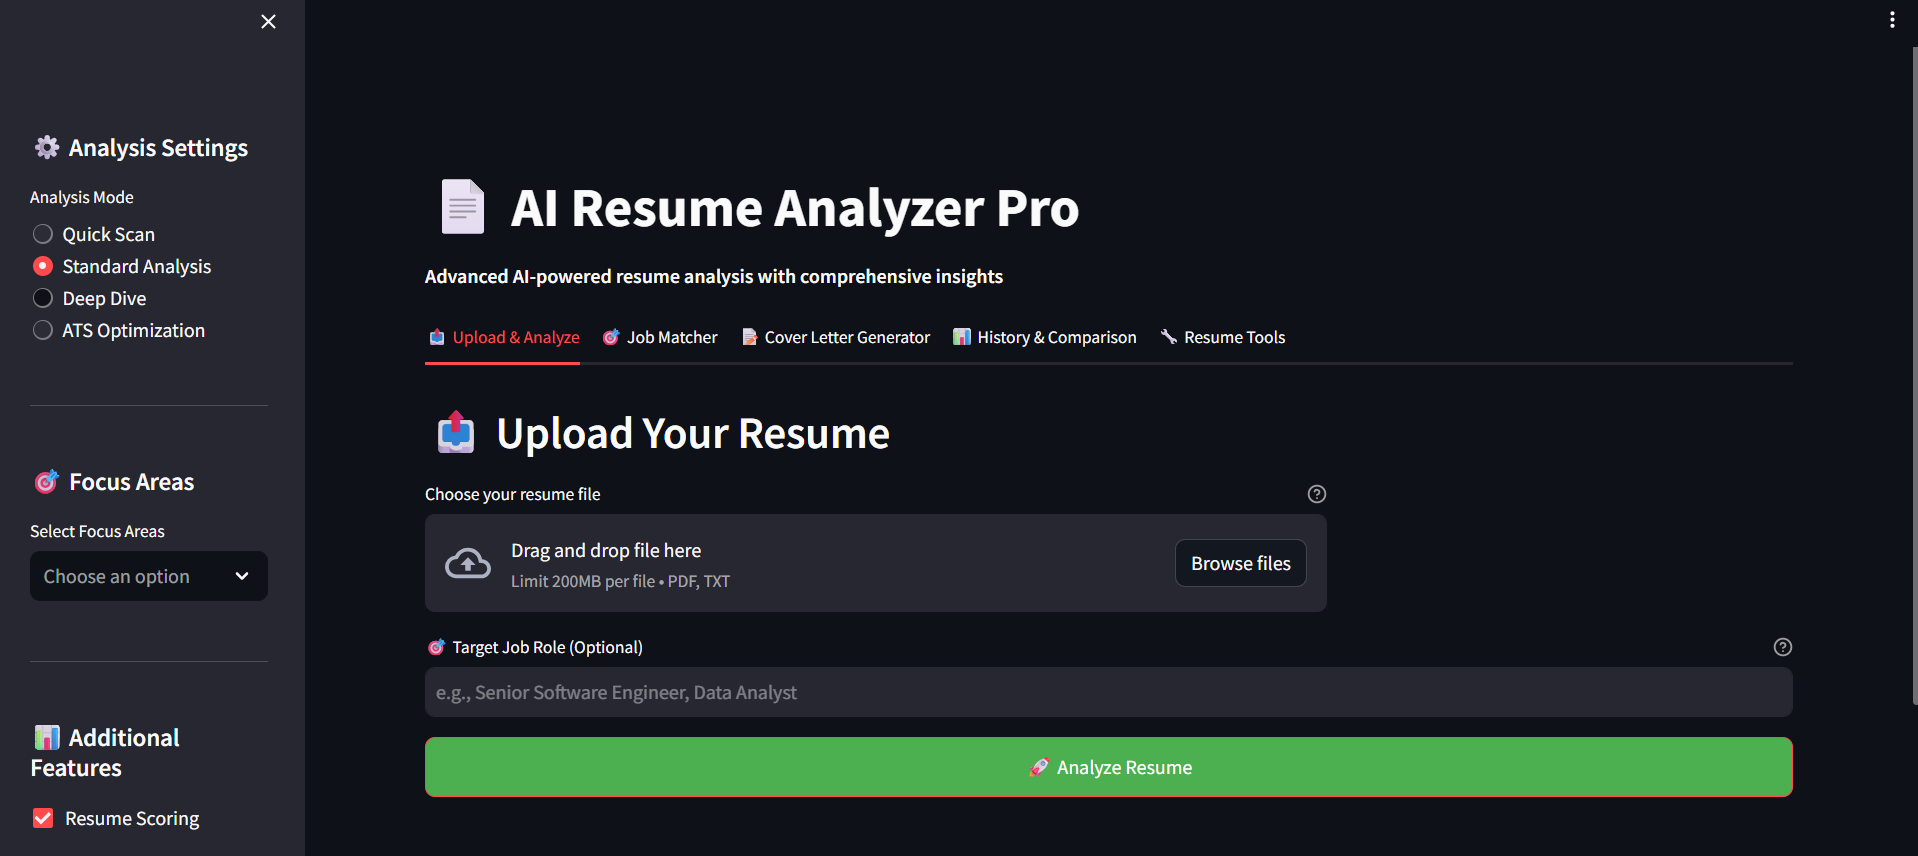 Analysis Settings
Analysis Mode
Quick Scan
Standard Analysis
Deep Dive
ATS Optimization
Focus Areas
Select Focus Areas
Choose an option
Additional
Features
Resume Scoring
AI Resume Analyzer Pro
Advanced AI-powered resume analysis with comprehensive insights
Upload & Analyze Job Matcher Cover Letter Generator History & Comparison Resume Tools
Upload Your Resume
Choose your resume file
Drag and drop file here
Limit 200MB per file • PDF, TXT
Browse files
Target Job Role (Optional)
e.g., Senior Software Engineer, Data Analyst
Analyze Resume